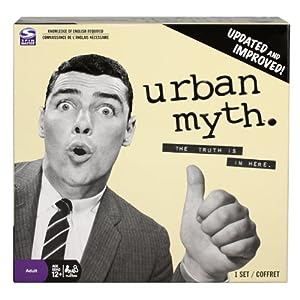 KNOWLEDGE OF ENGLISH REQUIRED
CONNAISSANCE DE L'ANGLAIS NÉCESSAIRE
UPDATED AND
IMPROVED!
urban
myth.
THE TRUTH IS
IN HERE.
Adult
12+
1 SET / COFFRET